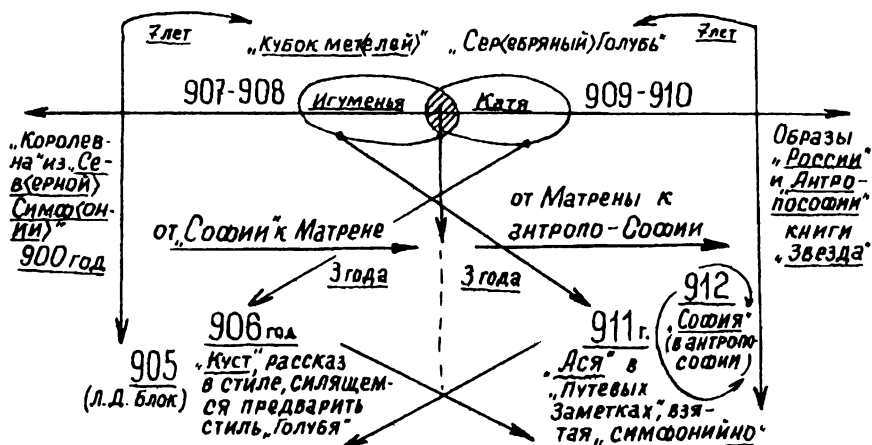 7 лет
„Кубок мет(елей)"
„Сер(ебряный) Голубь"
7 лет
907-908
Игуменья
Катя
909-910
„Королев-
на" из „Се-
в(ерной)
Симф(он-
ии)"
900 год
Образы
„России"
и „Антро-
пософии"
книги
„Звезда"
от „Софии" к Матрене
от Матрены к
антропо-Софии
3 года
3 года
905
(Л.Д. Блок)
906 год
„Куст", рассказ
в стиле, силящем-
ся предварить
стиль „Голубя"
911 г.
„Ася" в
„Путевых
Заметках", взя-
тая „симфонийно"
912
„София"
(в антропо-
софии)